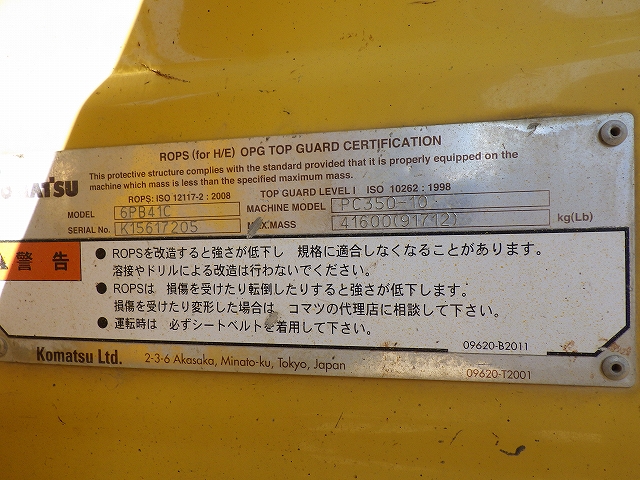 ROPS (for H/E) OPG TOP GUARD CERTIFICATION
This protective structure complies with the standard provided that it is properly equipped on the
machine which mass is less than the specified maximum mass.
ROPS: ISO 12117-2 : 2008 TOP GUARD LEVEL I ISO 10262 : 1998
MODEL 6PB41C MACHINE MODEL PC350-10
SERIAL No. K15617205 MAX.MASS 41600(91712) kg(Lb)
警告
● ROPSを改造すると強さが低下し 規格に適合しなくなることがあります。
溶接やドリルによる改造は行わないでください。
● ROPSは 損傷を受けたり転倒したりすると強さが低下します。
損傷を受けたり変形した場合は コマツの代理店に相談して下さい。
● 運転時は 必ずシートベルトを着用して下さい。
09620-B2011
Komatsu Ltd. 2-3-6 Akasaka, Minato-ku, Tokyo, Japan
09620-T2001